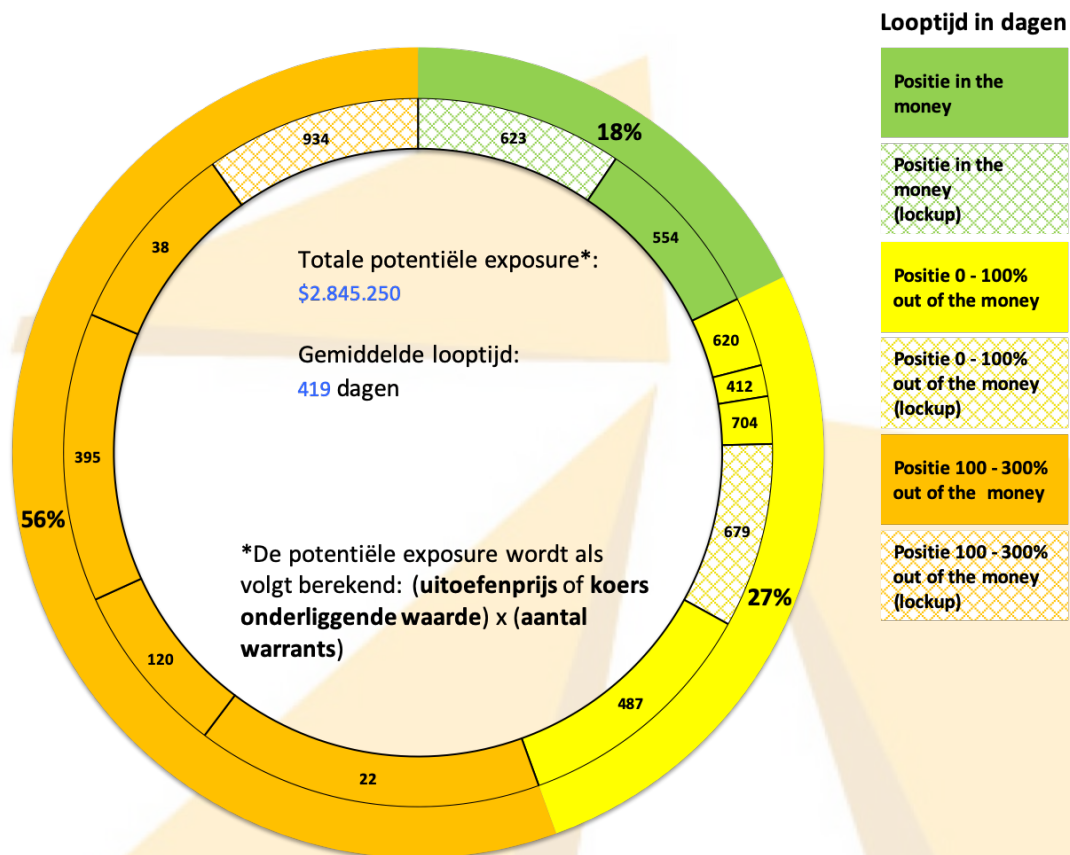 Looptijd in dagen
Positie in the
money
Positie in the
money
(lockup)
Positie 0 - 100%
out of the money
Positie 0 - 100%
out of the money
(lockup)
Positie 100 - 300%
out of the money
Positie 100 - 300%
out of the money
(lockup)
934
623
18%
38
554
620
412
704
395
679
56%
27%
120
487
22
Totale potentiële exposure*:
$2.845.250
Gemiddelde looptijd:
419 dagen
*De potentiële exposure wordt als
volgt berekend: (uitoefenprijs of koers
onderliggende waarde) x (aantal
warrants)